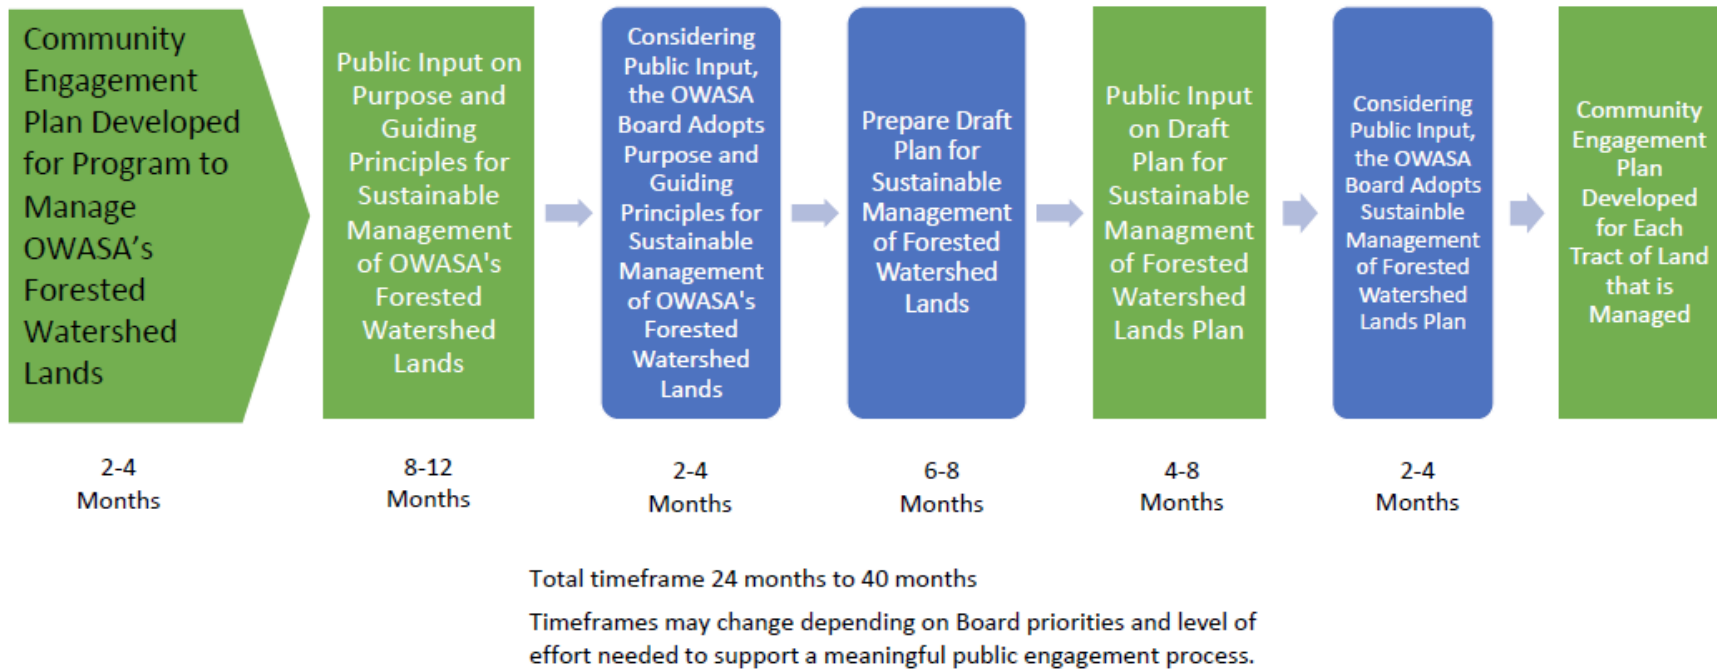 Community
Engagement
Plan Developed
for Program to
Manage
OWASA’s
Forested
Watershed
Lands
Public Input on
Purpose and
Guiding
Principles for
Sustainable
Management
of OWASA's
Forested
Watershed
Lands
Considering
Public Input,
the OWASA
Board Adopts
Purpose and
Guiding
Principles for
Sustainable
Management
of OWASA's
Forested
Watershed
Lands
Prepare Draft
Plan for
Sustainable
Management
of Forested
Watershed
Lands
Public Input
on Draft
Plan for
Sustainable
Managment
of Forested
Watershed
Lands Plan
Considering
Public Input,
the OWASA
Board Adopts
Sustainble
Management
of Forested
Watershed
Lands Plan
Community
Engagement
Plan
Developed
for Each
Tract of Land
that is
Managed
2-4
Months
8-12
Months
2-4
Months
6-8
Months
4-8
Months
2-4
Months
Total timeframe 24 months to 40 months
Timeframes may change depending on Board priorities and level of
effort needed to support a meaningful public engagement process.